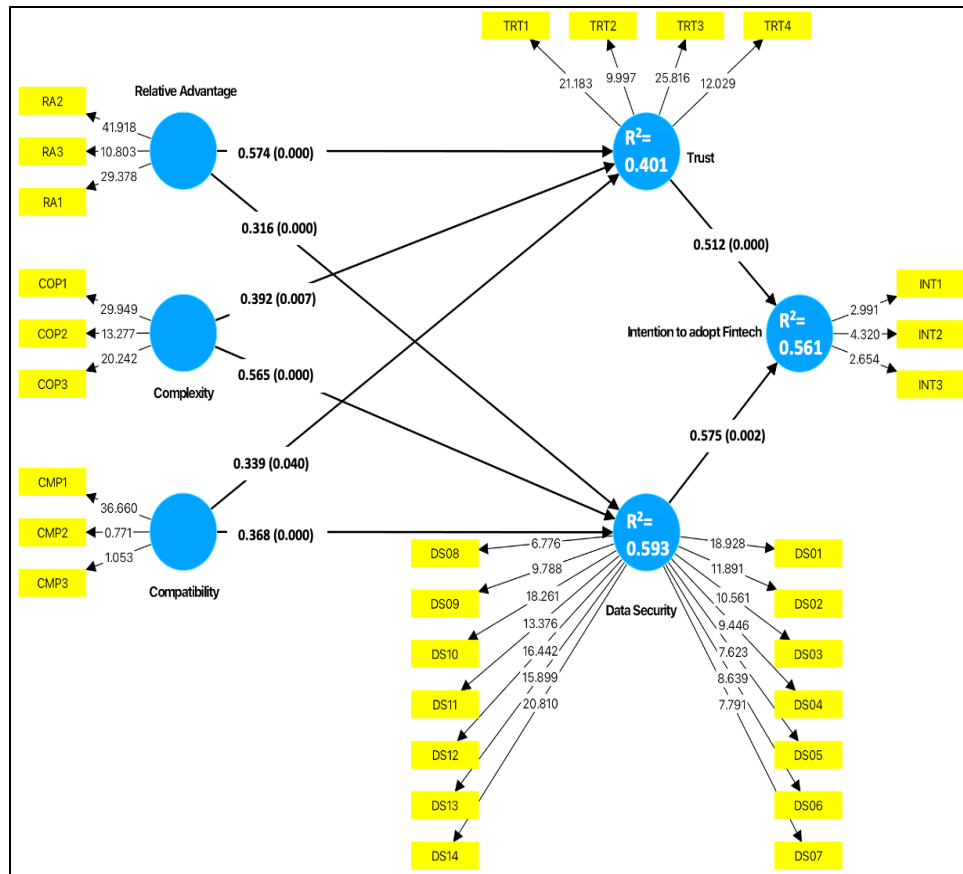 TRT1
TRT2
TRT3
TRT4
21.183
9.997
25.816
12.029
Relative Advantage
RA2
RA3
RA1
41.918
10.803
29.378
0.574 (0.000)
R²=
0.401
Trust
0.316 (0.000)
0.512 (0.000)
COP1
COP2
COP3
29.949
13.277
20.242
0.392 (0.007)
Complexity
0.565 (0.000)
Intention to adopt Fintech
R²=
0.561
2.991
4.320
2.654
INT1
INT2
INT3
0.339 (0.040)
0.575 (0.002)
CMP1
CMP2
CMP3
36.660
0.771
1.053
0.368 (0.000)
Compatibility
R²=
0.593
Data Security
DS08
DS09
DS10
DS11
DS12
DS13
DS14
6.776
9.788
18.261
13.376
16.442
15.899
20.810
18.928
11.891
10.561
9.446
7.623
8.639
7.791
DS01
DS02
DS03
DS04
DS05
DS06
DS07